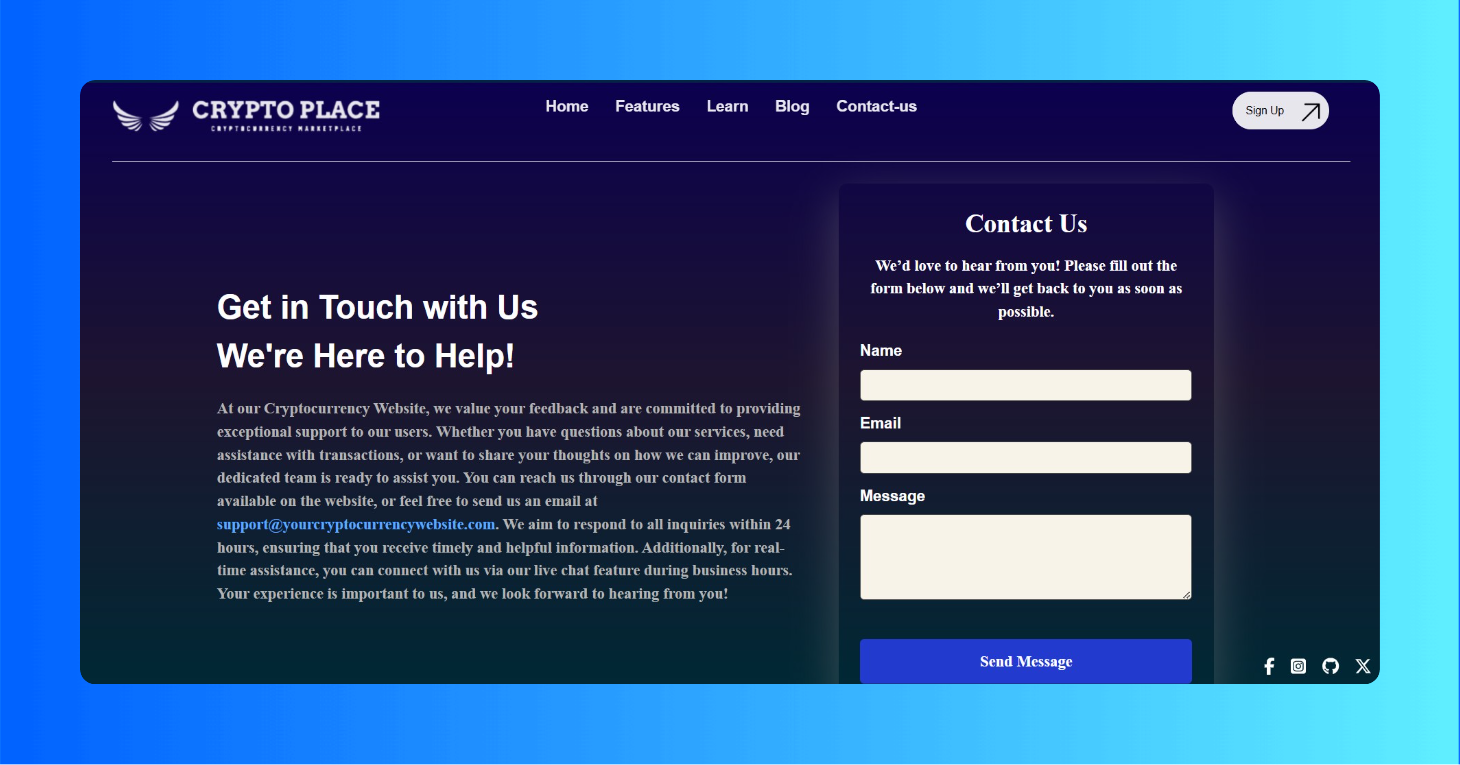 CRYPTO PLACE
CRYPTOCURRENCY MARKETPLACE
Home Features Learn Blog Contact-us
Sign Up
Get in Touch with Us
We're Here to Help!
At our Cryptocurrency Website, we value your feedback and are committed to providing
exceptional support to our users. Whether you have questions about our services, need
assistance with transactions, or want to share your thoughts on how we can improve, our
dedicated team is ready to assist you. You can reach us through our contact form
available on the website, or feel free to send us an email at
support@yourcryptocurrencywebsite.com. We aim to respond to all inquiries within 24
hours, ensuring that you receive timely and helpful information. Additionally, for real-
time assistance, you can connect with us via our live chat feature during business hours.
Your experience is important to us, and we look forward to hearing from you!
Contact Us
We’d love to hear from you! Please fill out the
form below and we’ll get back to you as soon as
possible.
Name
Email
Message
Send Message